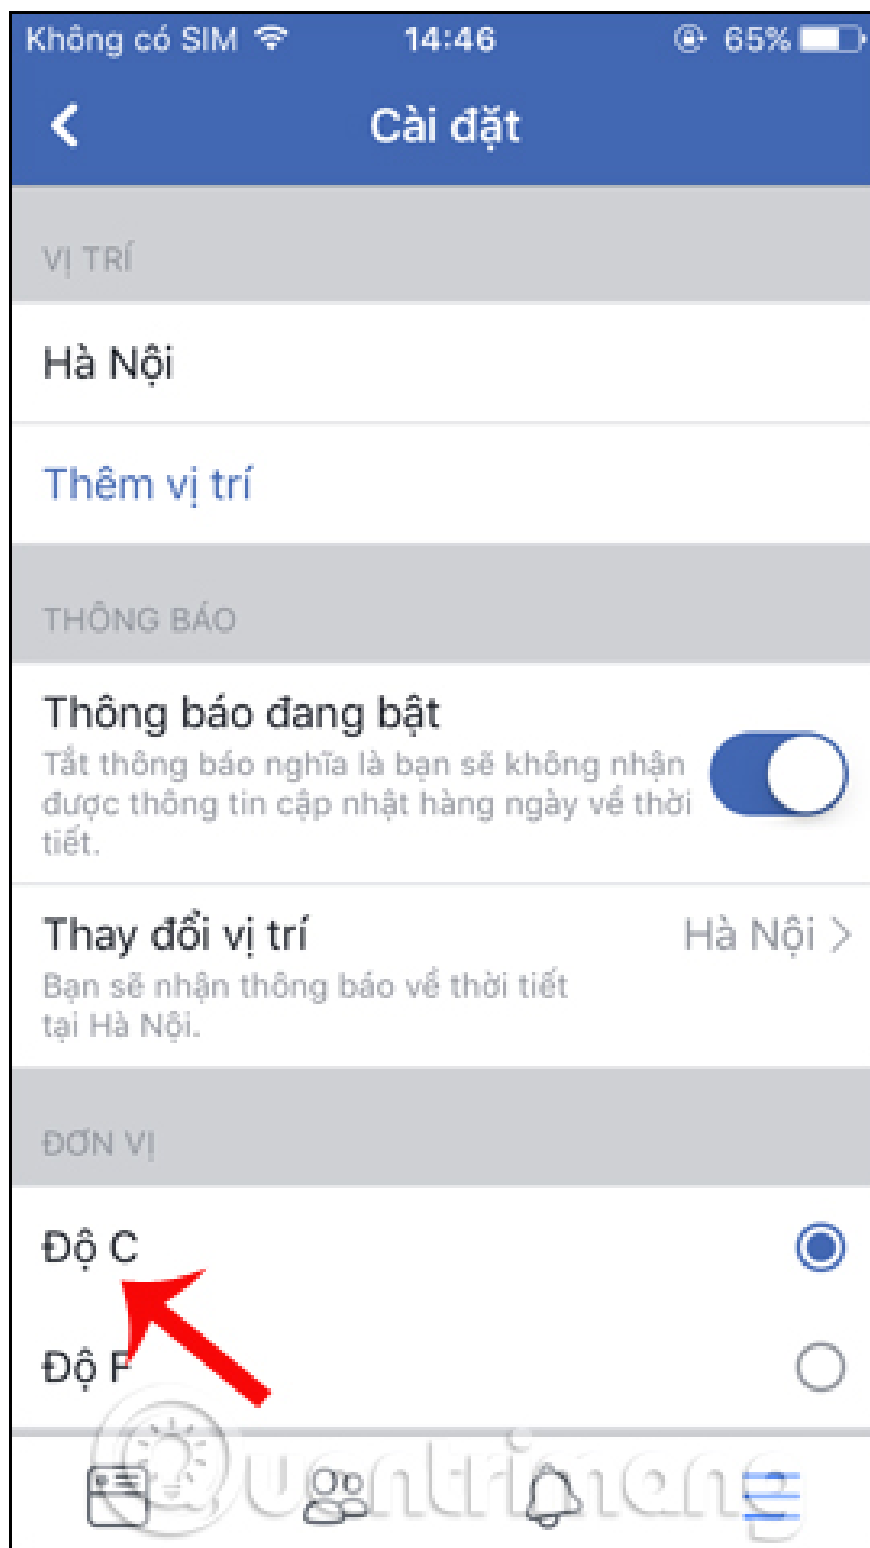 Không có SIM 14:46 65%
Cài đặt
VỊ TRÍ
Hà Nội
Thêm vị trí
THÔNG BÁO
Thông báo đang bật
Tắt thông báo nghĩa là bạn sẽ không nhận
được thông tin cập nhật hàng ngày về thời
tiết.
Thay đổi vị trí Hà Nội
Bạn sẽ nhận thông báo về thời tiết
tại Hà Nội.
ĐƠN VỊ
Độ C
Độ F
Quantrimang